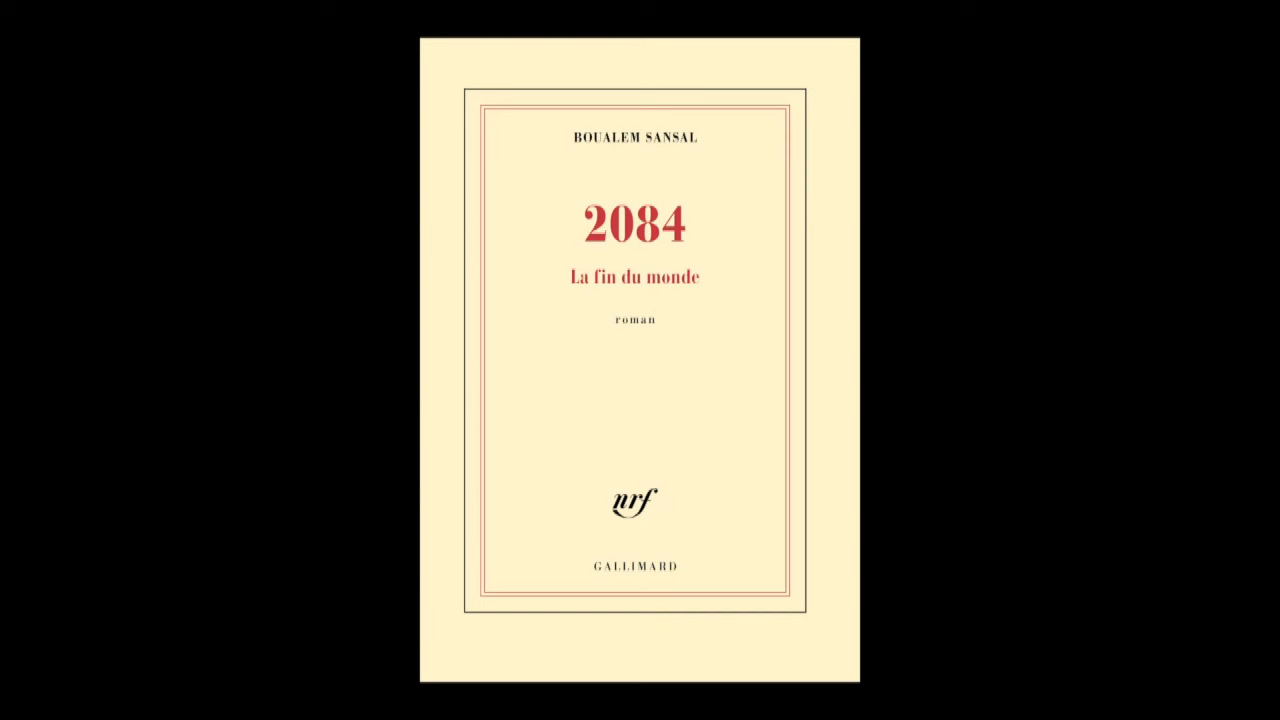 BOUALEM SANSAL
2084
La fin du monde
roman
nrf
GALLIMARD